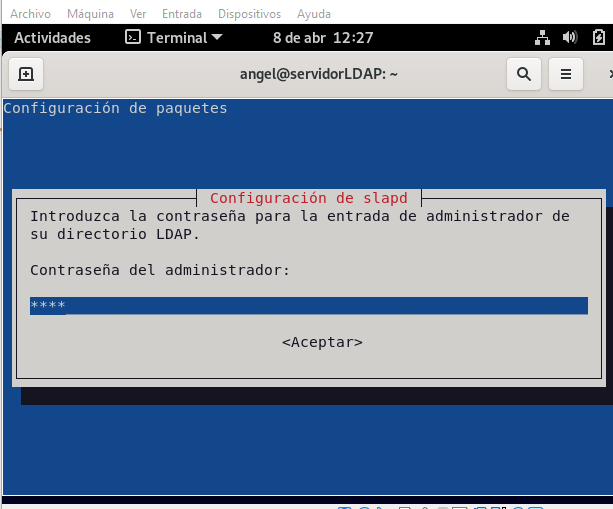 Archivo Máquina Ver Entrada Dispositivos Ayuda
Actividades Terminal 8 de abr 12:27
angel@servidorLDAP: ~
Configuración de paquetes
Configuración de slapd
Introduzca la contraseña para la entrada de administrador de
su directorio LDAP.
Contraseña del administrador:
****
<Aceptar>